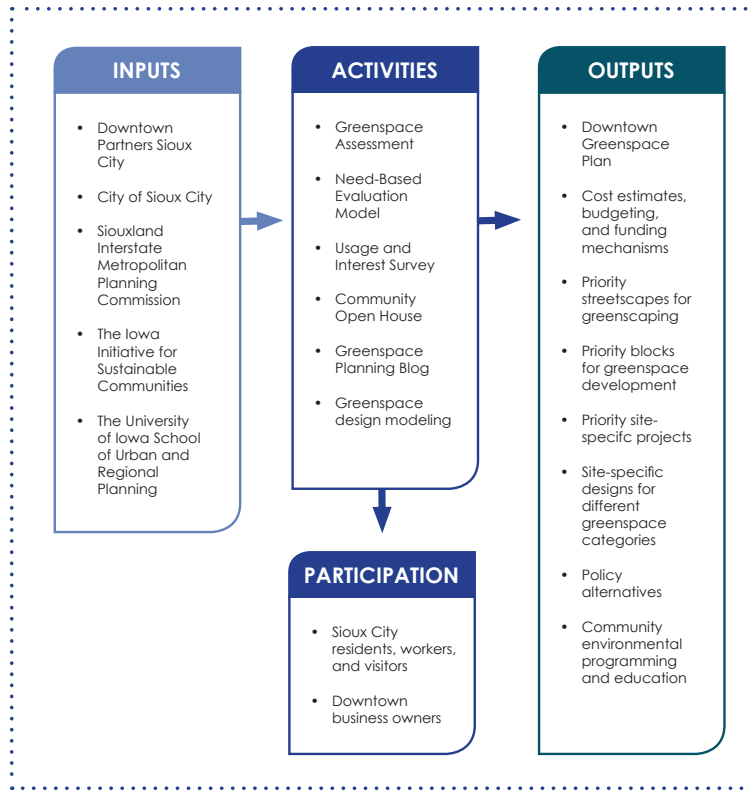 INPUTS
• Downtown
Partners Sioux
City
• City of Sioux City
• Siouxland
Interstate
Metropolitan
Planning
Commission
• The Iowa
Initiative for
Sustainable
Communities
• The University
of Iowa School
of Urban and
Regional
Planning
ACTIVITIES
• Greenspace
Assessment
• Need-Based
Evaluation
Model
• Usage and
Interest Survey
• Community
Open House
• Greenspace
Planning Blog
• Greenspace
design modeling
PARTICIPATION
• Sioux City
residents, workers,
and visitors
• Downtown
business owners
OUTPUTS
• Downtown
Greenspace
Plan
• Cost estimates,
budgeting,
and funding
mechanisms
• Priority
streetscapes for
greenscaping
• Priority blocks
for greenspace
development
• Priority site-
specifc projects
• Site-specific
designs for
different
greenspace
categories
• Policy
alternatives
• Community
environmental
programming
and education